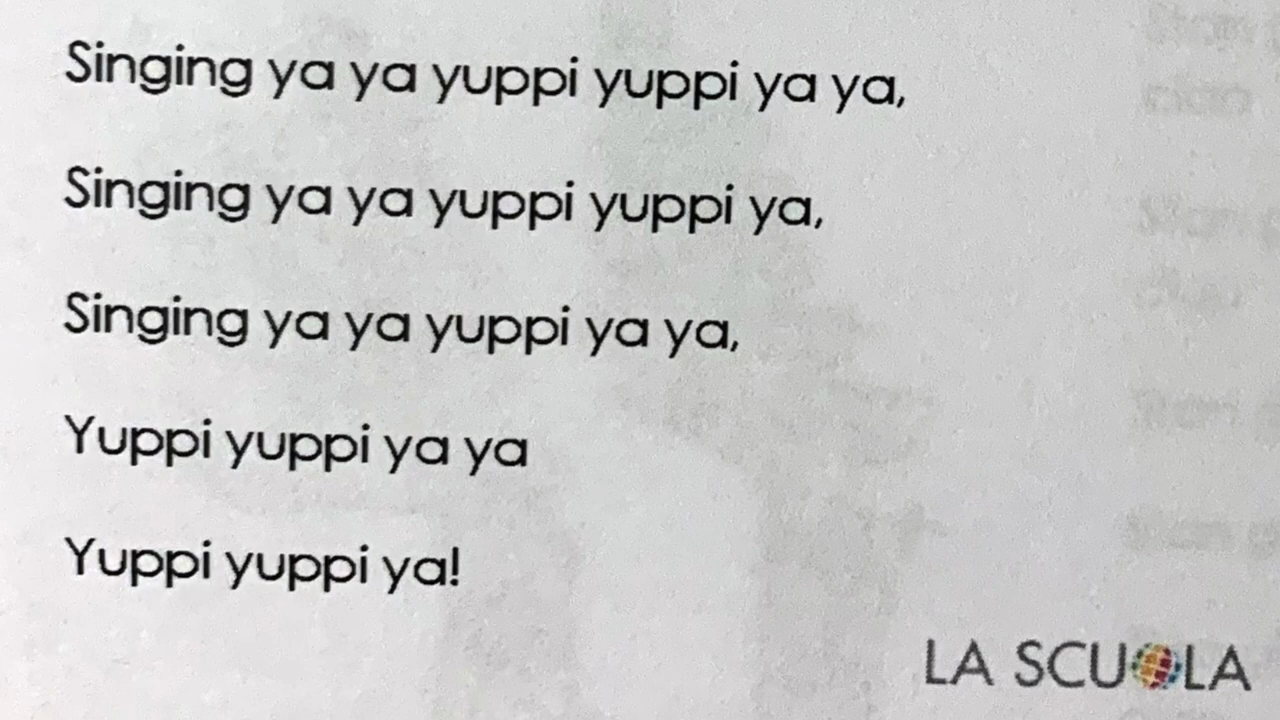 Singing ya ya yuppi yuppi ya ya,
Singing ya ya yuppi yuppi ya,
Singing ya ya yuppi ya ya,
Yuppi yuppi ya ya
Yuppi yuppi ya!
LA SCUOLA